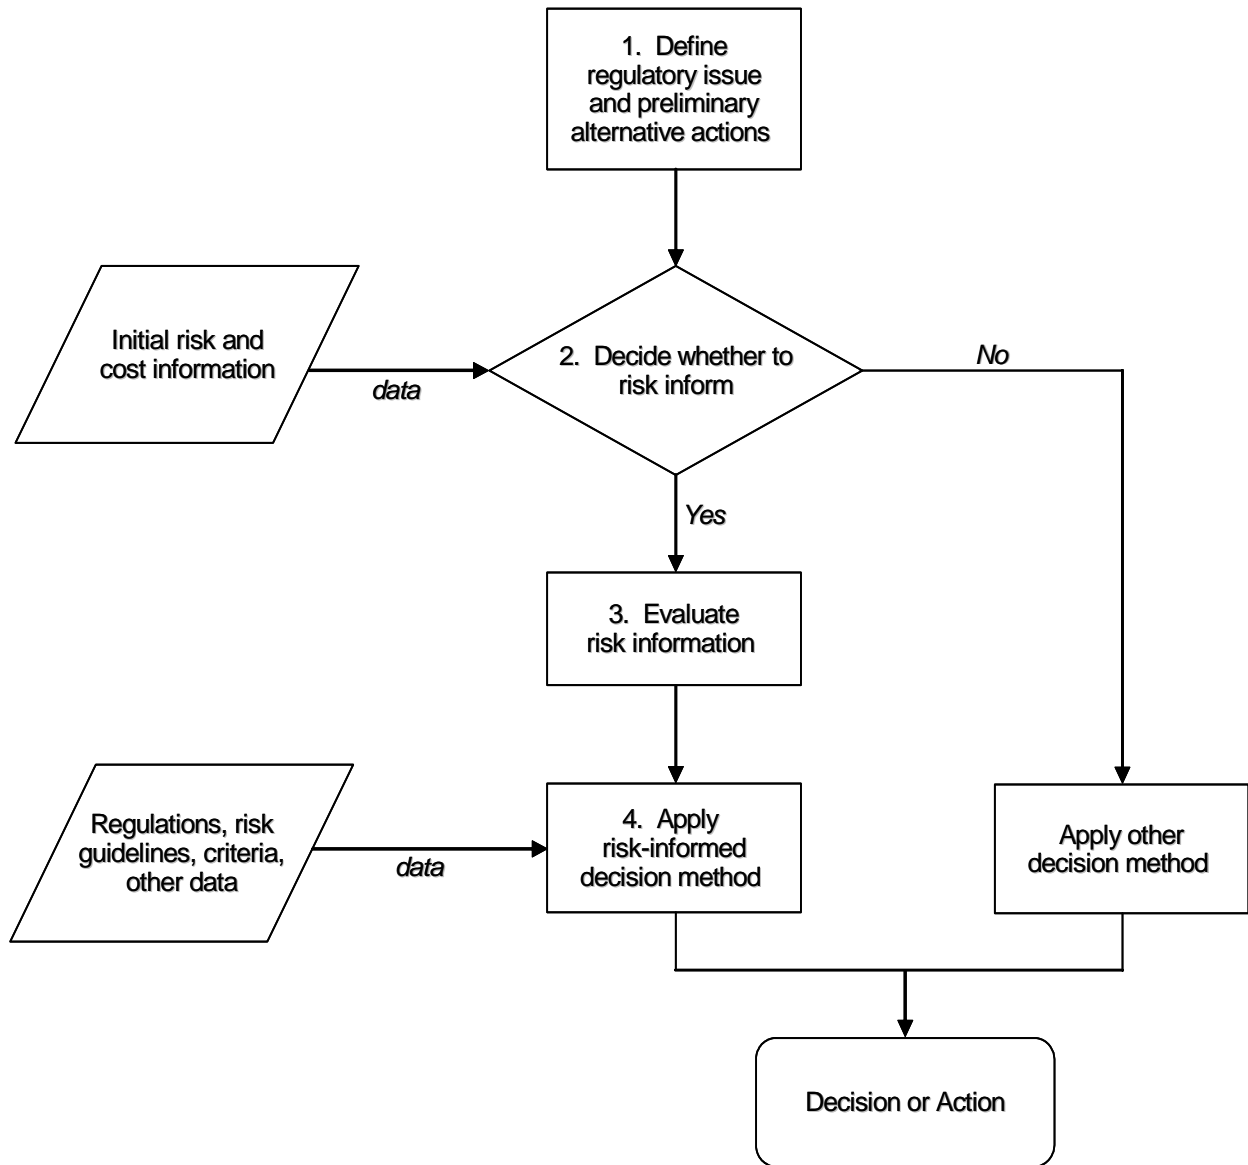 1. Define
regulatory issue
and preliminary
alternative actions
Initial risk and
cost information
data
2. Decide whether to
risk inform
No
Yes
3. Evaluate
risk information
Regulations, risk
guidelines, criteria,
other data
data
4. Apply
risk-informed
decision method
Apply other
decision method
Decision or Action